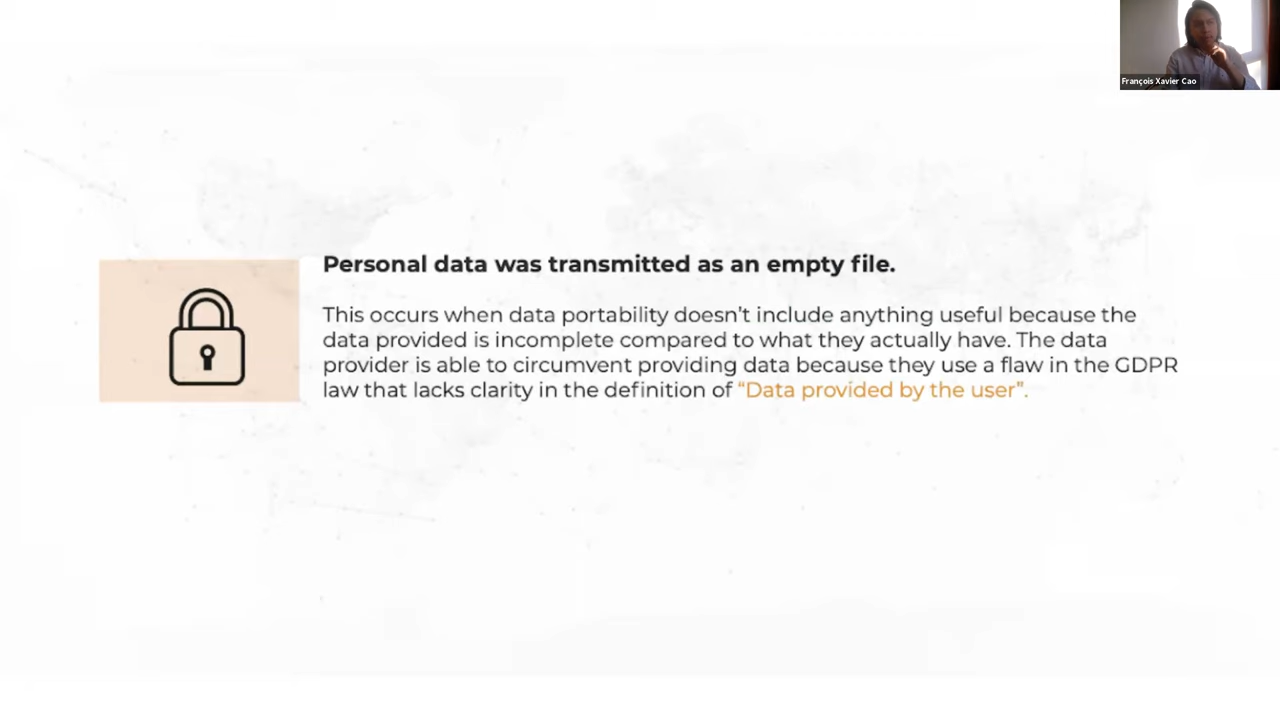 François Xavier Cao
Personal data was transmitted as an empty file.
This occurs when data portability doesn't include anything useful because the
data provided is incomplete compared to what they actually have. The data
provider is able to circumvent providing data because they use a flaw in the GDPR
law that lacks clarity in the definition of “Data provided by the user”.